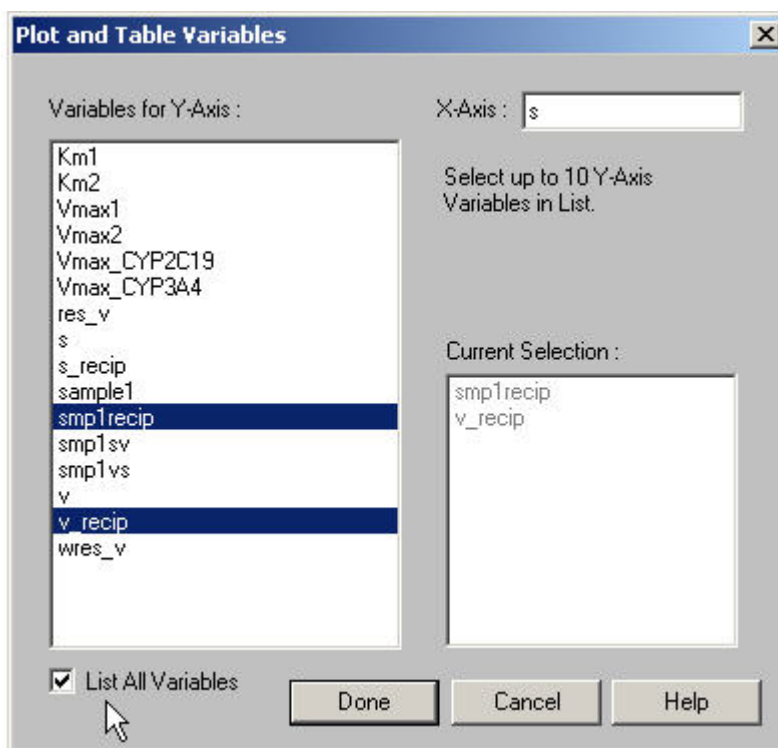 Plot and Table Variables
Variables for Y-Axis :
Km1
Km2
Vmax1
Vmax2
Vmax_CYP2C19
Vmax_CYP3A4
res_v
s
s_recip
sample1
smp1recip
smp1sv
smp1vs
v
v_recip
wres_v
List All Variables
X-Axis : s
Select up to 10 Y-Axis
Variables in List.
Current Selection :
smp1recip
v_recip
Done
Cancel
Help